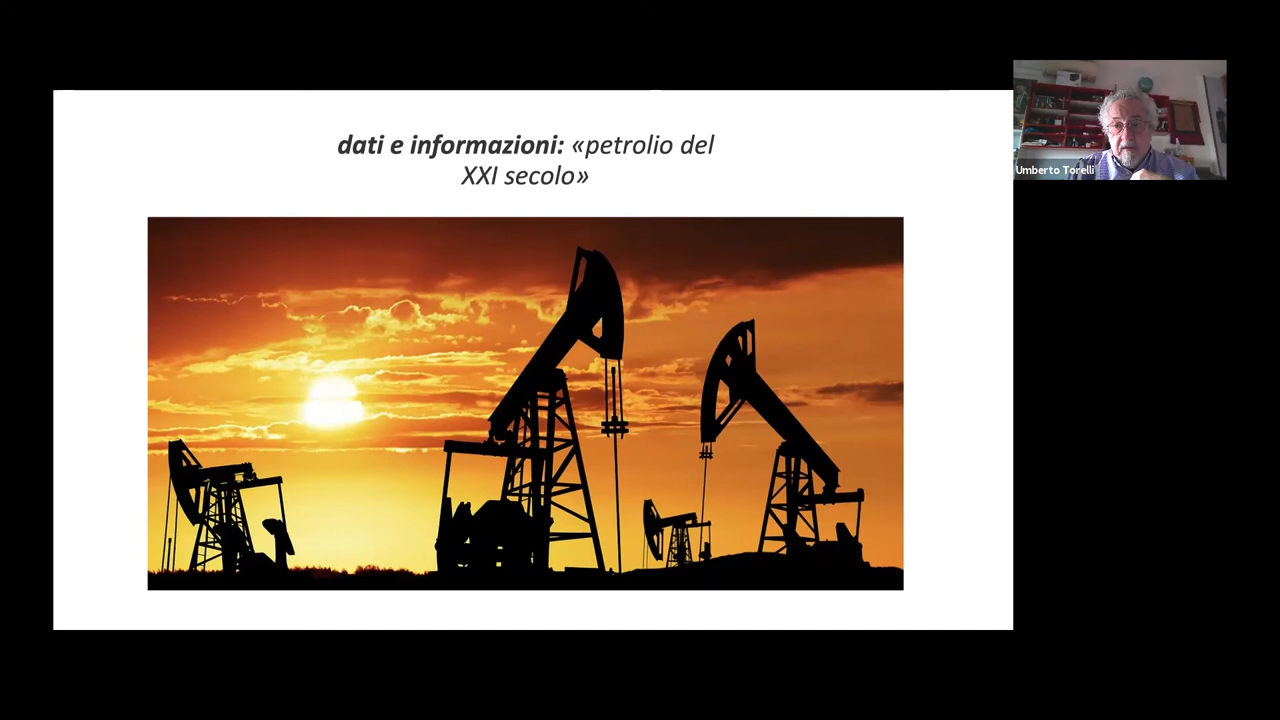 dati e informazioni: «petrolio del
XXI secolo»
Umberto Torelli